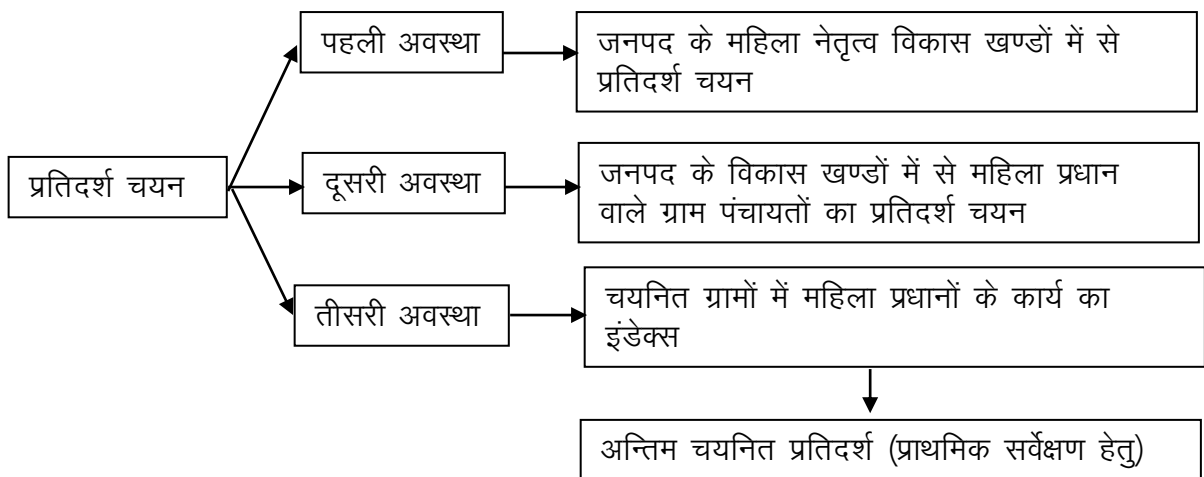 पहली अवस्था
जनपद के महिला नेतृत्व विकास खण्डों में से
प्रतिदर्श चयन
प्रतिदर्श चयन
दूसरी अवस्था
जनपद के विकास खण्डों में से महिला प्रधान
वाले ग्राम पंचायतों का प्रतिदर्श चयन
तीसरी अवस्था
चयनित ग्रामों में महिला प्रधानों के कार्य का
इंडेक्स
अन्तिम चयनित प्रतिदर्श (प्राथमिक सर्वेक्षण हेतु)